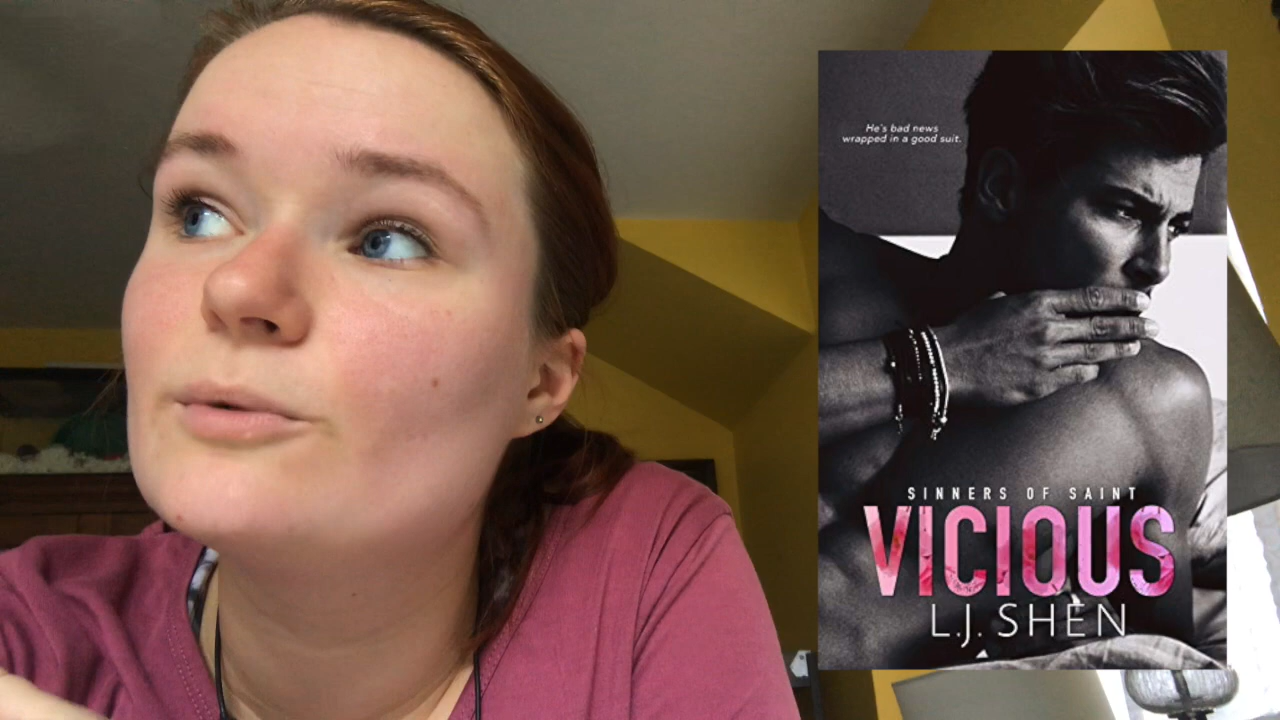 He's bad news
wrapped in a good suit.
SINNERS OF SAINT
VICIOUS
L.J. SHEN